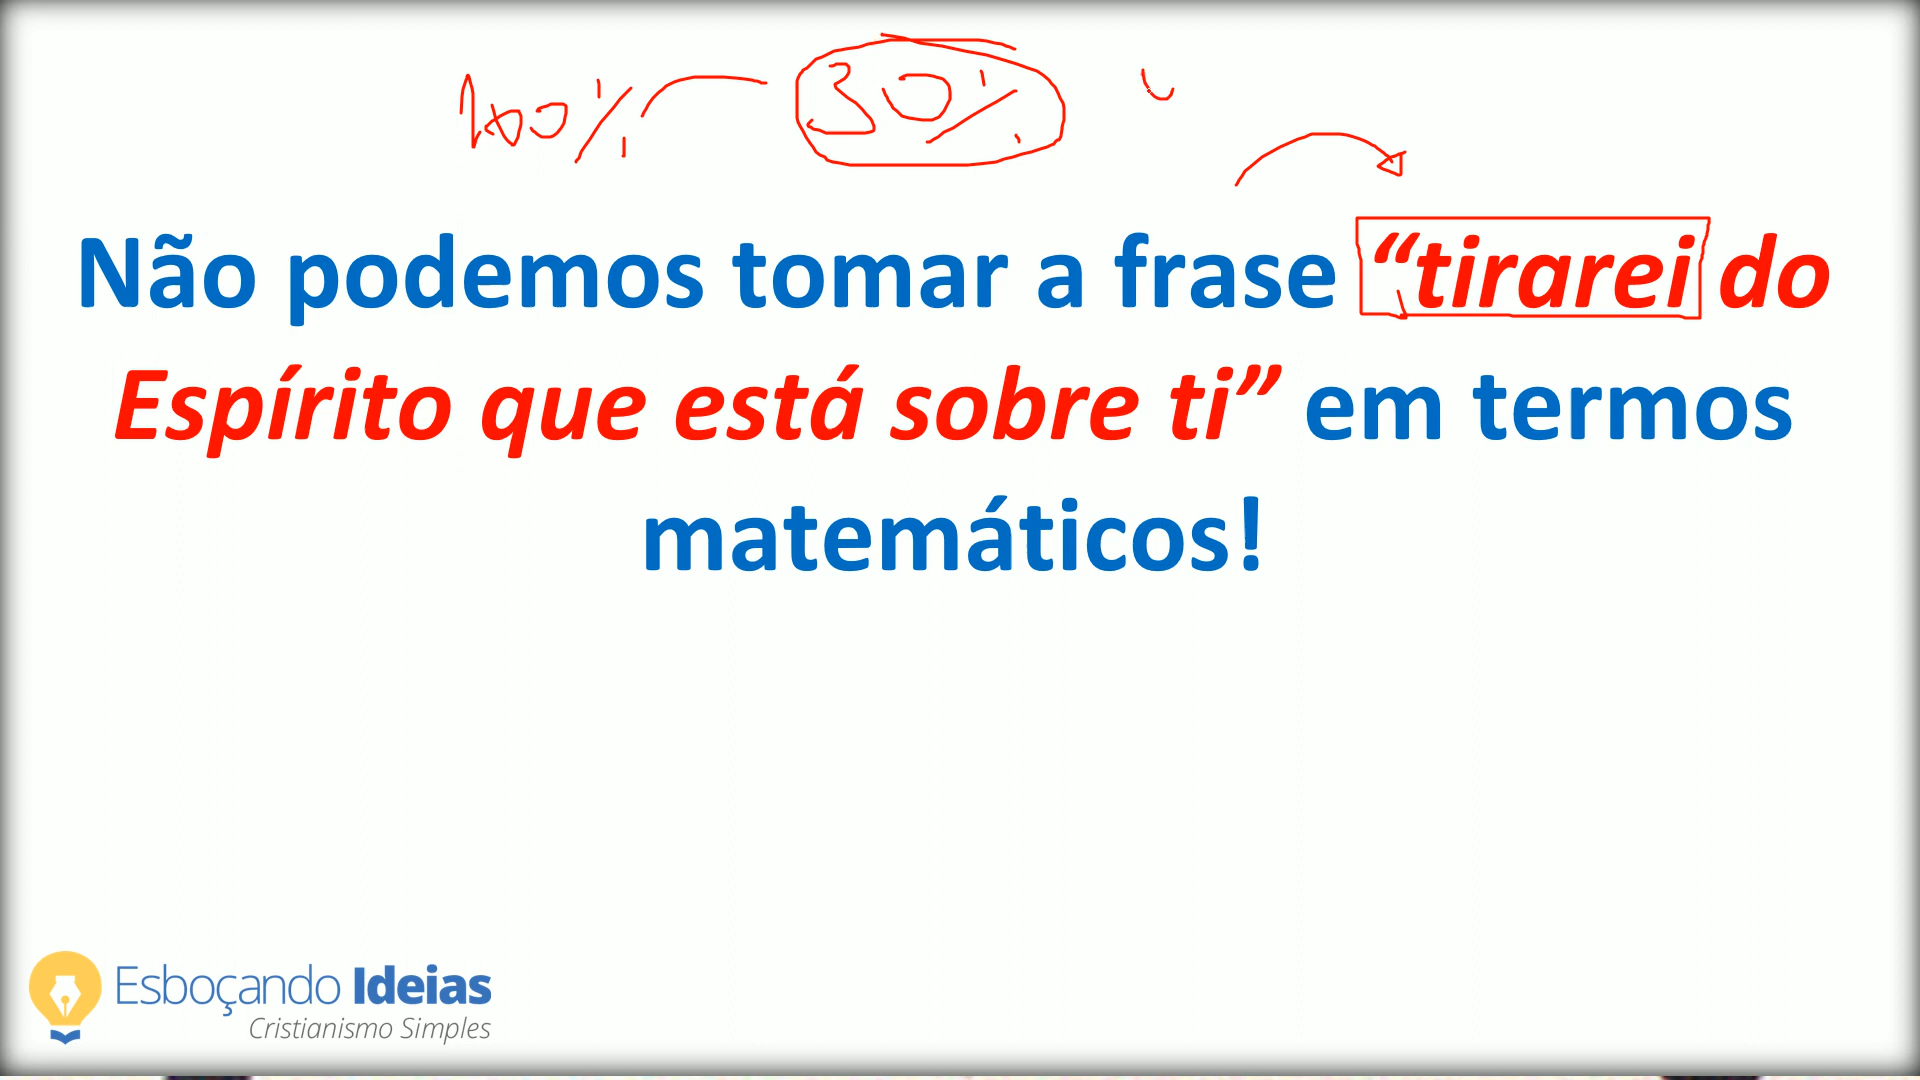 100% 30%
Não podemos tomar a frase “tirarei do
Espírito que está sobre ti” em termos
matemáticos!
Esboçando Ideias
Cristianismo Simples